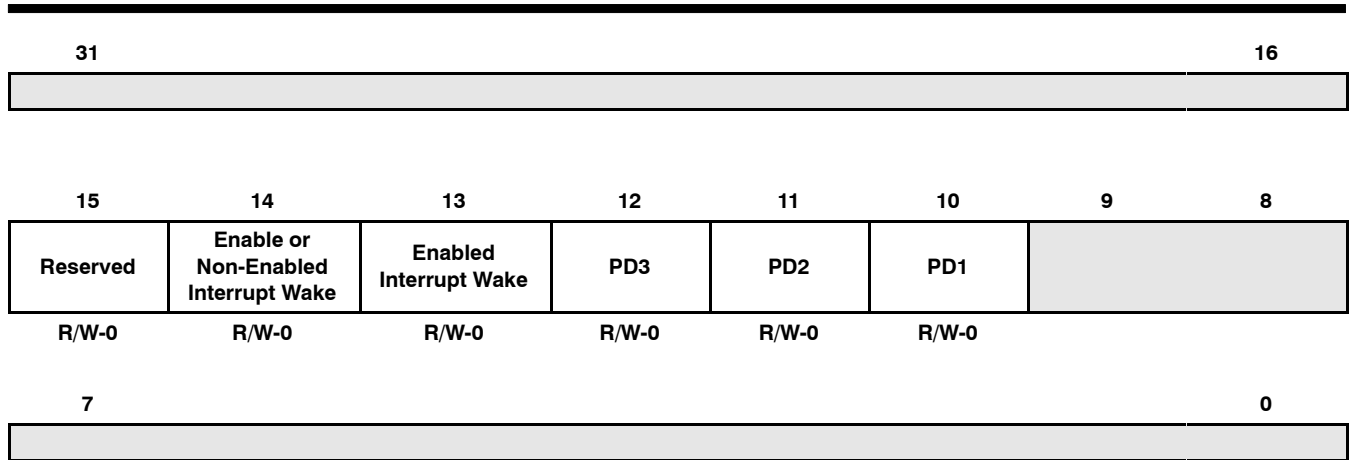 31 16
15 14 13 12 11 10 9 8
Reserved
Enable or
Non-Enabled
Interrupt Wake
Enabled
Interrupt Wake
PD3
PD2
PD1
R/W-0 R/W-0 R/W-0 R/W-0 R/W-0 R/W-0
7 0